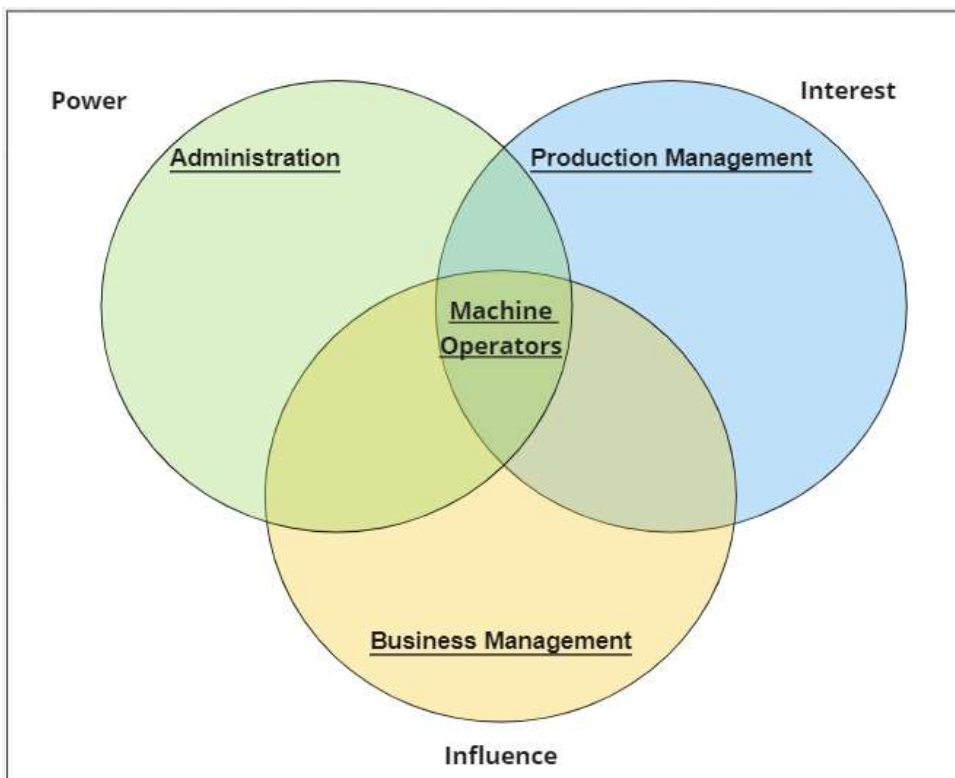 Power
Interest
Administration
Production Management
Machine
Operators
Business Management
Influence